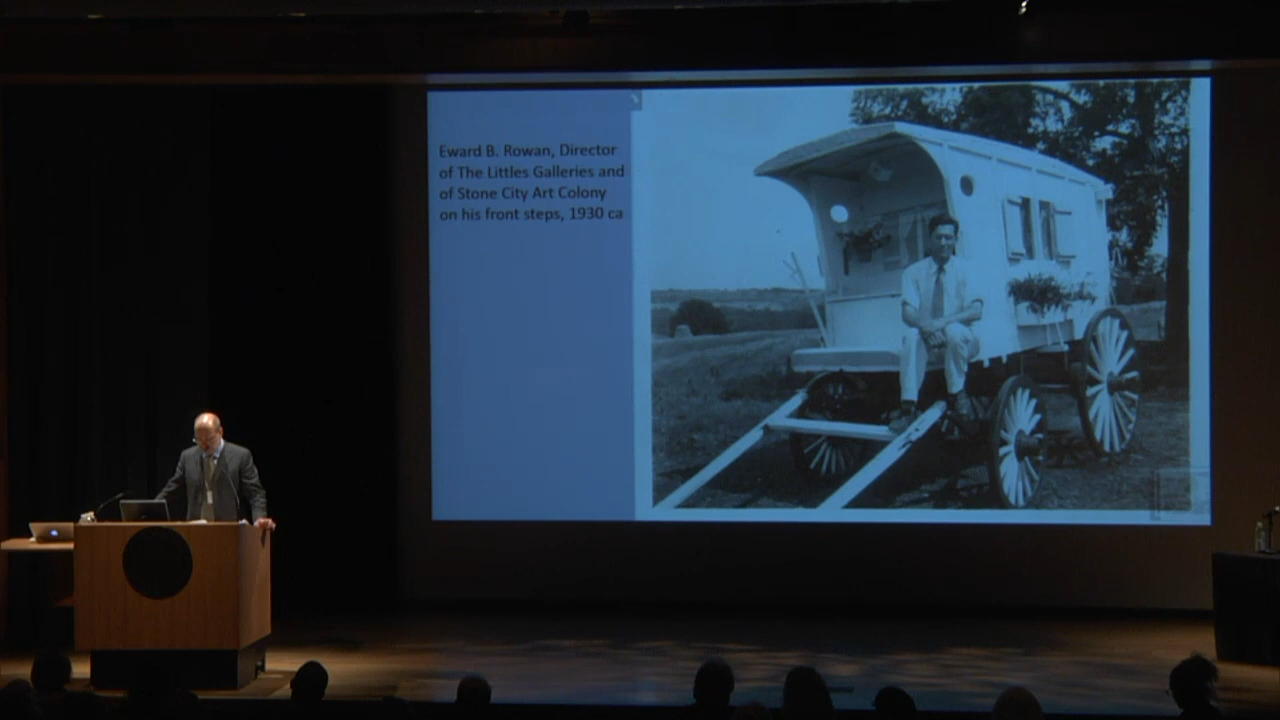 Eward B. Rowan, Director
of The Littles Galleries and
of Stone City Art Colony
on his front steps, 1930 ca